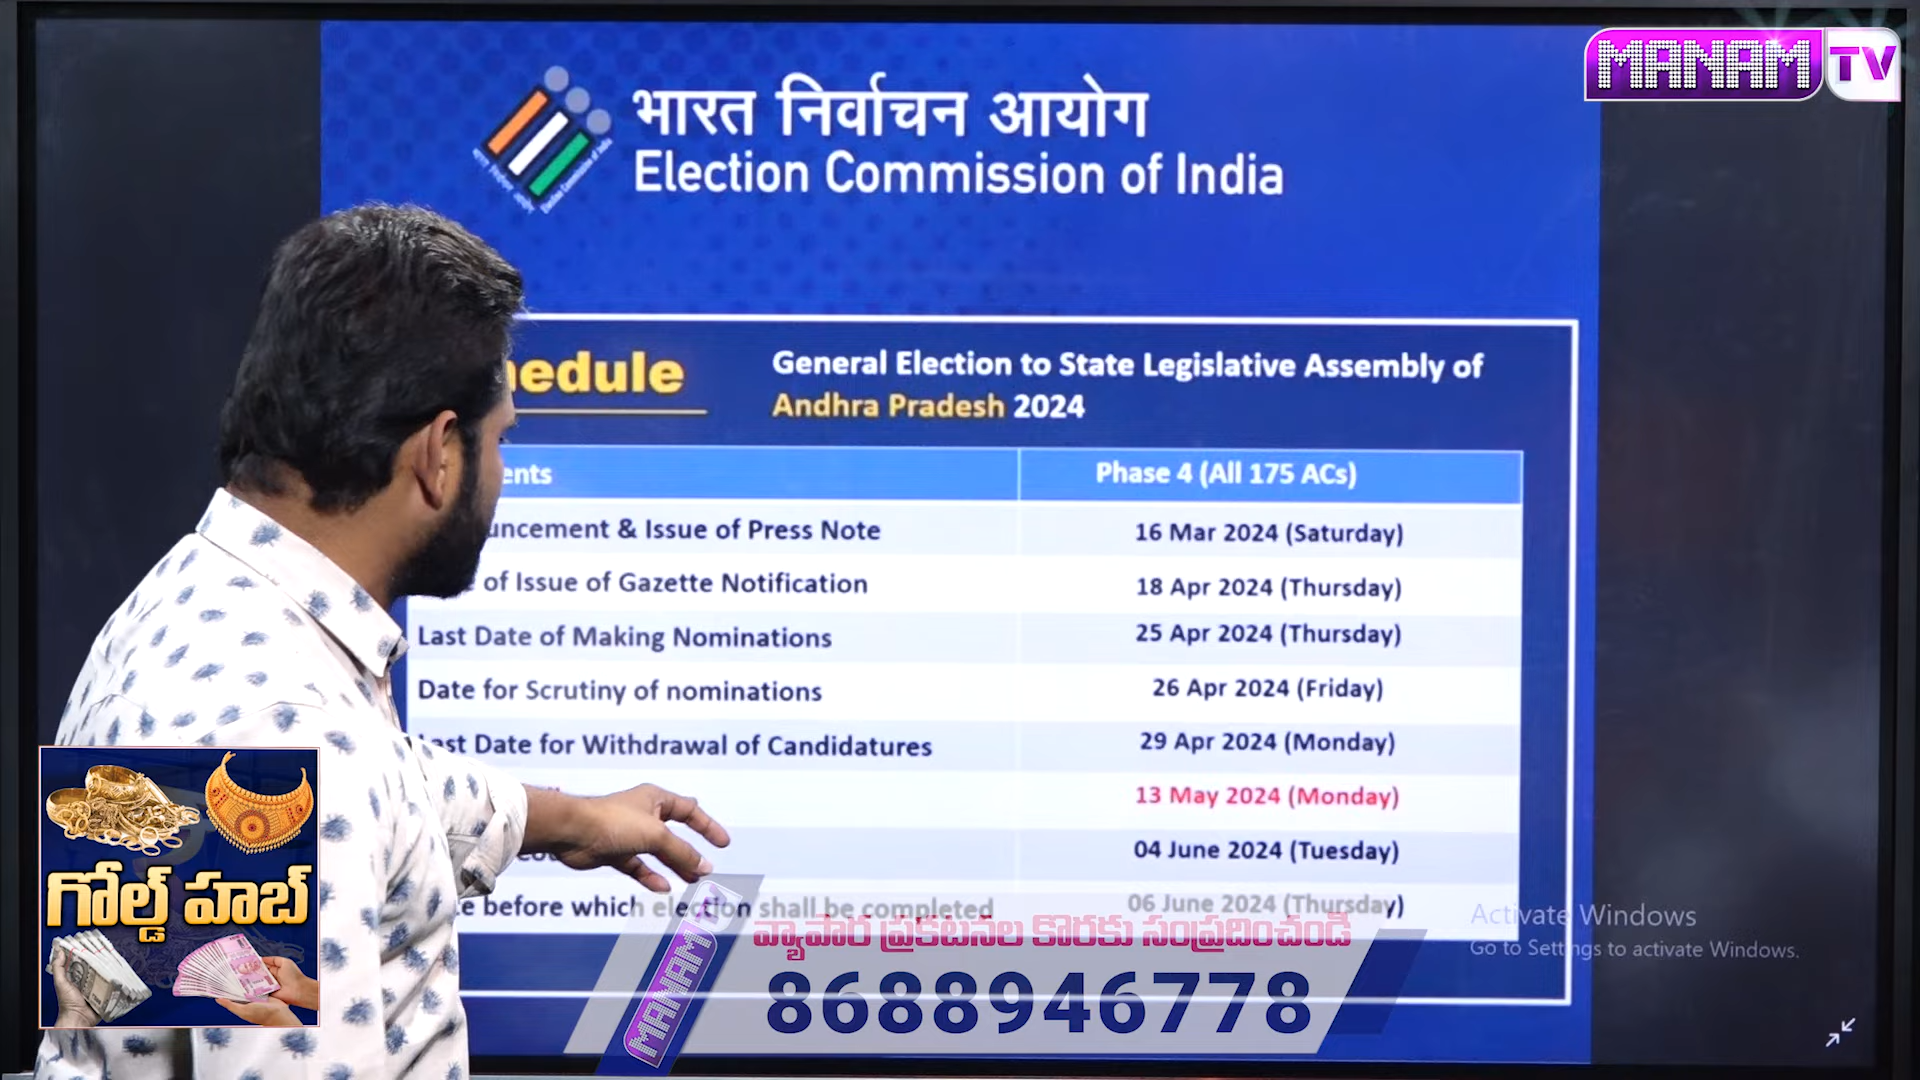 MANAM TV
भारत निर्वाचन आयोग
Election Commission of India
hedule
General Election to State Legislative Assembly of
Andhra Pradesh 2024
ents
Phase 4 (All 175 ACs)
uncement & Issue of Press Note
16 Mar 2024 (Saturday)
of Issue of Gazette Notification
18 Apr 2024 (Thursday)
Last Date of Making Nominations
25 Apr 2024 (Thursday)
Date for Scrutiny of nominations
26 Apr 2024 (Friday)
Last Date for Withdrawal of Candidatures
29 Apr 2024 (Monday)
13 May 2024 (Monday)
04 June 2024 (Tuesday)
e before which election shall be completed
06 June 2024 (Thursday)
Activate Windows
Go to Settings to activate Windows.
గోల్డ్ హబ్
MANAM TV
వ్యాపార ప్రకటనల కొరకు సంప్రదించండి
8688946778